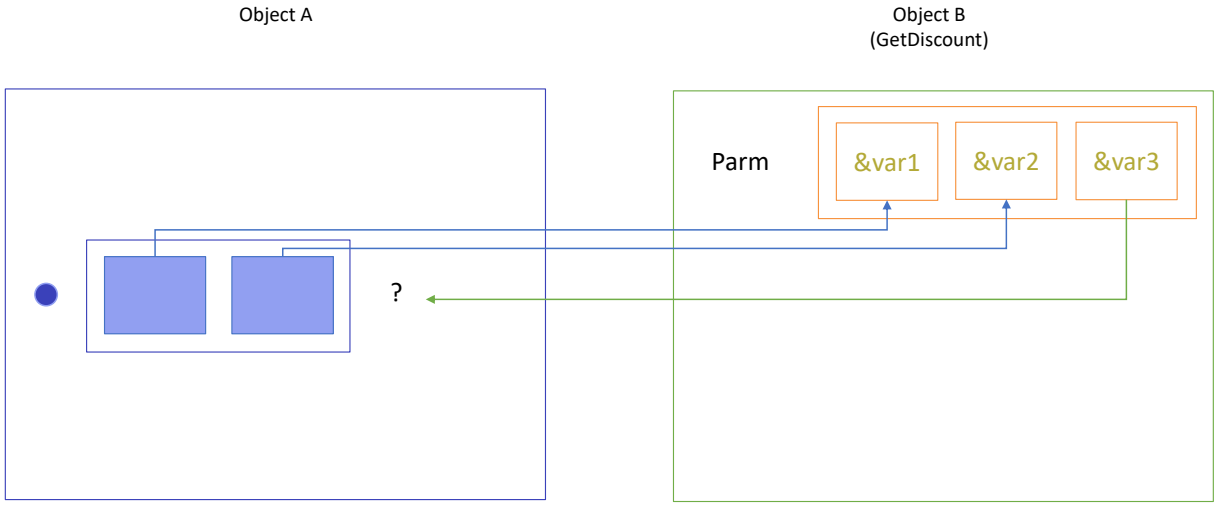 Object A
Object B
(GetDiscount)
Parm
&var1
&var2
&var3
?